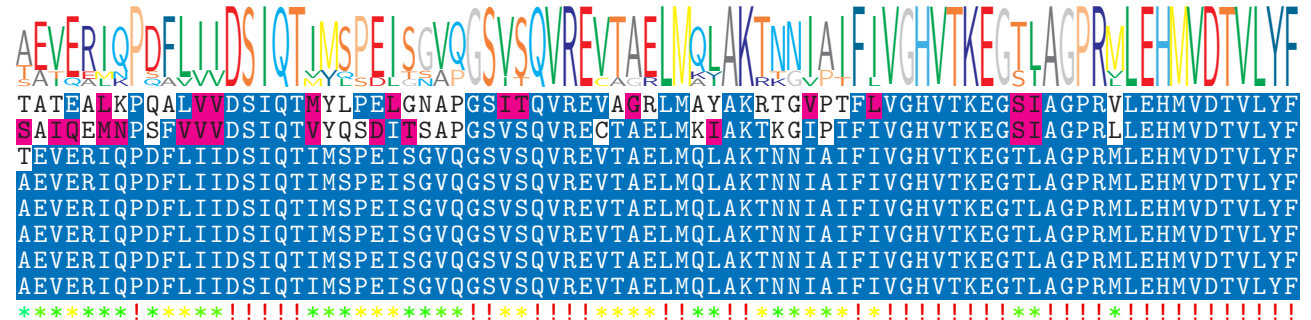 AEVERIQPDFLIIDSIQTIMSPEISGVQGSVSQVREVTAELMQLAKTNNIAIFIVGHVTKEGTLAGPRMLEHMVDTVLYF
TATEALKPQALVVDSIQTMYLPELGNAPGSITQVREVAGRLMAYAKRTGVPTFLVGHVTKEGSIAGPRVLEHMVDTVLYF
SAIQEMNPSFVVVDSIQTVYQSDITSAPGSVSQVRECTAELMKIAKTKGIPIFIVGHVTKEGSIAGPRLLEHMVDTVLYF
TEVERIQPDFLIIDSIQTIMSPEISGVQGSVSQVREVTAELMQLAKTNNIAIFIVGHVTKEGTLAGPRMLEHMVDTVLYF
AEVERIQPDFLIIDSIQTIMSPEISGVQGSVSQVREVTAELMQLAKTNNIAIFIVGHVTKEGTLAGPRMLEHMVDTVLYF
AEVERIQPDFLIIDSIQTIMSPEISGVQGSVSQVREVTAELMQLAKTNNIAIFIVGHVTKEGTLAGPRMLEHMVDTVLYF
AEVERIQPDFLIIDSIQTIMSPEISGVQGSVSQVREVTAELMQLAKTNNIAIFIVGHVTKEGTLAGPRMLEHMVDTVLYF
AEVERIQPDFLIIDSIQTIMSPEISGVQGSVSQVREVTAELMQLAKTNNIAIFIVGHVTKEGTLAGPRMLEHMVDTVLYF
AEVERIQPDFLIIDSIQTIMSPEISGVQGSVSQVREVTAELMQLAKTNNIAIFIVGHVTKEGTLAGPRMLEHMVDTVLYF
*******!*****!!!!!**********!!**!!!!****!!**!!******!*!!!!!!!!**!!!!*!!!!!!!!!!!